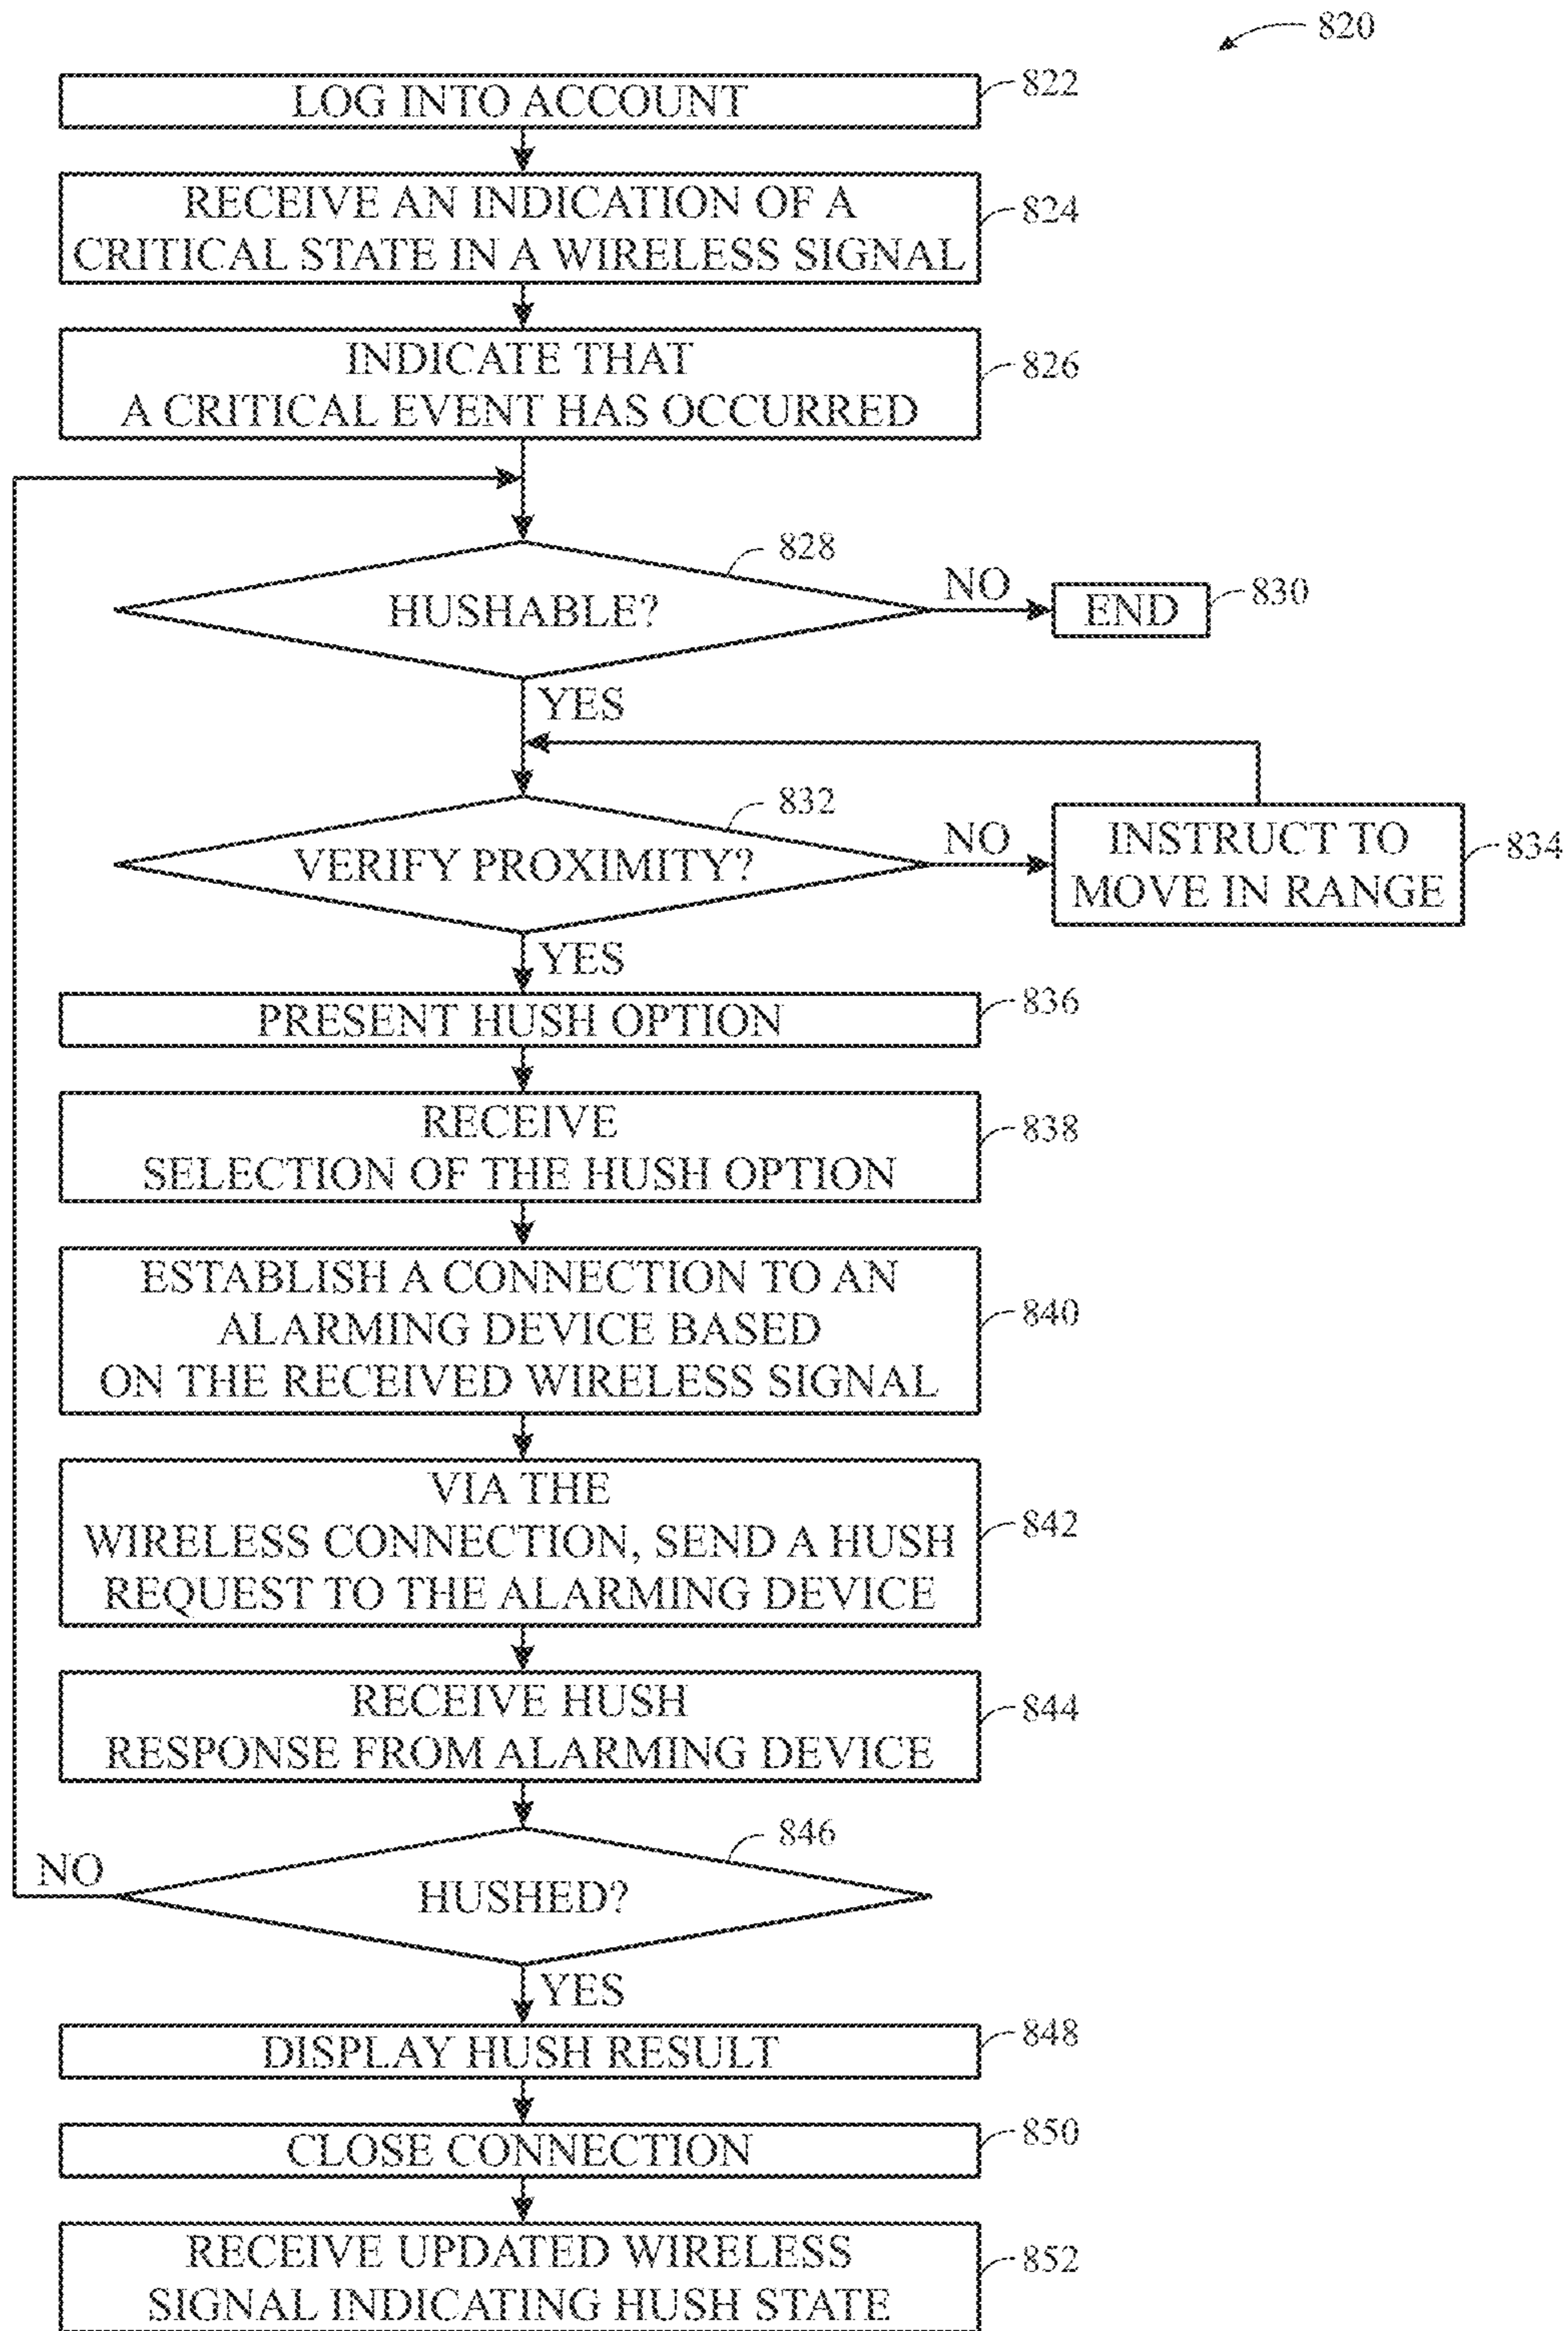 820
LOG INTO ACCOUNT
822
RECEIVE AN INDICATION OF A
CRITICAL STATE IN A WIRELESS SIGNAL
824
INDICATE THAT
A CRITICAL EVENT HAS OCCURRED
826
HUSHABLE?
828
NO
END
830
YES
VERIFY PROXIMITY?
832
NO
INSTRUCT TO
MOVE IN RANGE
834
YES
PRESENT HUSH OPTION
836
RECEIVE
SELECTION OF THE HUSH OPTION
838
ESTABLISH A CONNECTION TO AN
ALARMING DEVICE BASED
ON THE RECEIVED WIRELESS SIGNAL
840
VIA THE
WIRELESS CONNECTION, SEND A HUSH
REQUEST TO THE ALARMING DEVICE
842
RECEIVE HUSH
RESPONSE FROM ALARMING DEVICE
844
HUSHED?
846
NO
YES
DISPLAY HUSH RESULT
848
CLOSE CONNECTION
850
RECEIVE UPDATED WIRELESS
SIGNAL INDICATING HUSH STATE
852